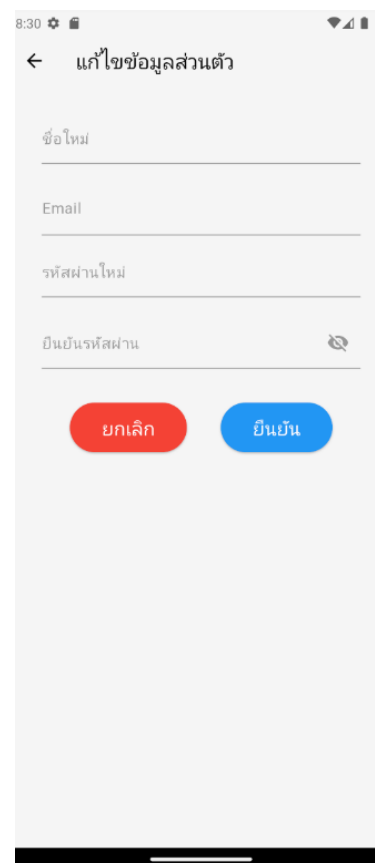 8:30
แก้ไขข้อมูลส่วนตัว
ชื่อใหม่
Email
รหัสผ่านใหม่
ยืนยันรหัสผ่าน
ยกเลิก ยืนยัน